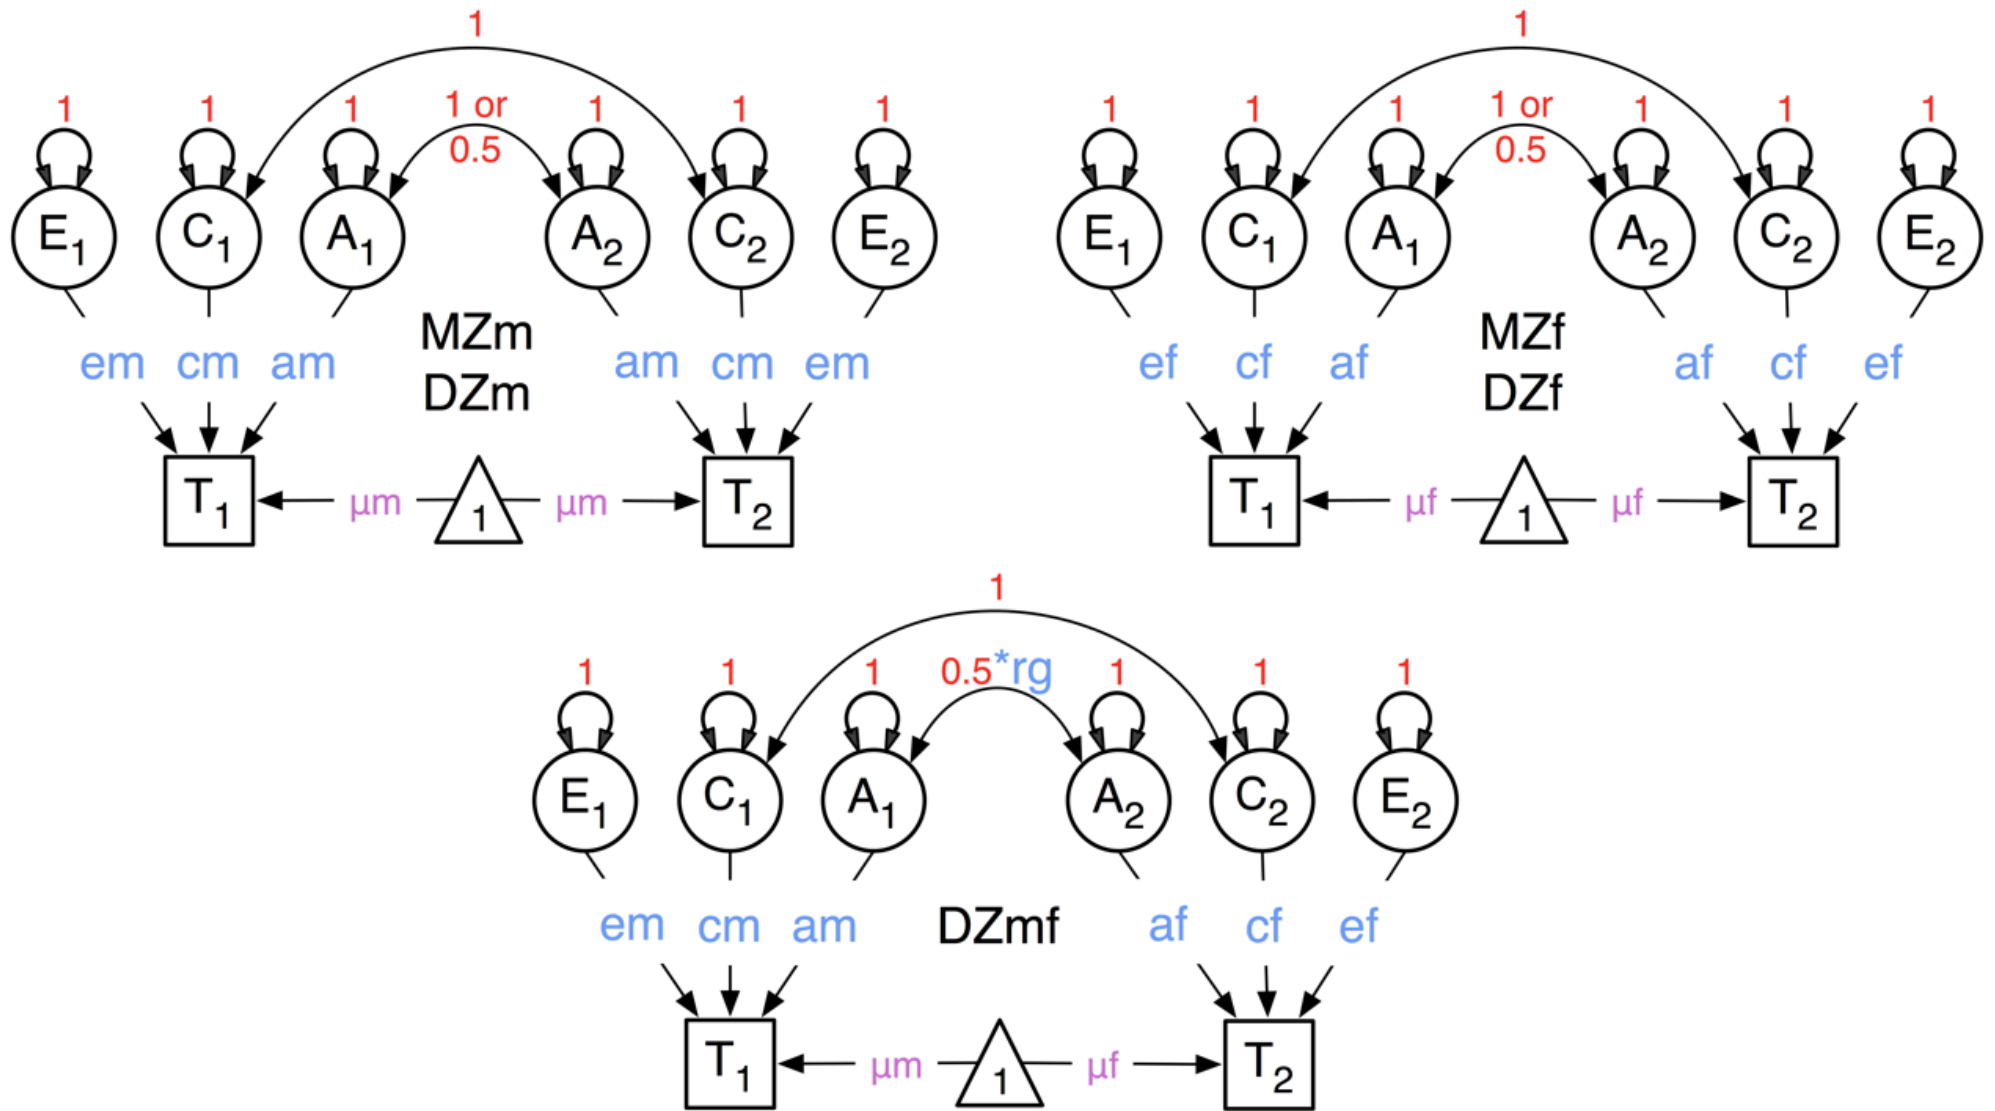 1 1
1 1 1 1 or 1 1 1 1 1 1 1 or 1 1 1
0.5 0.5
E1 C1 A1 A2 C2 E2 E1 C1 A1 A2 C2 E2
MZm MZf
em cm am am cm em ef cf af af cf ef
DZm DZf
T1 µm 1 µm T2 T1 µf 1 µf T2
1
1 1 1 0.5*rg 1 1 1
E1 C1 A1 A2 C2 E2
em cm am DZmf af cf ef
T1 µm 1 µf T2